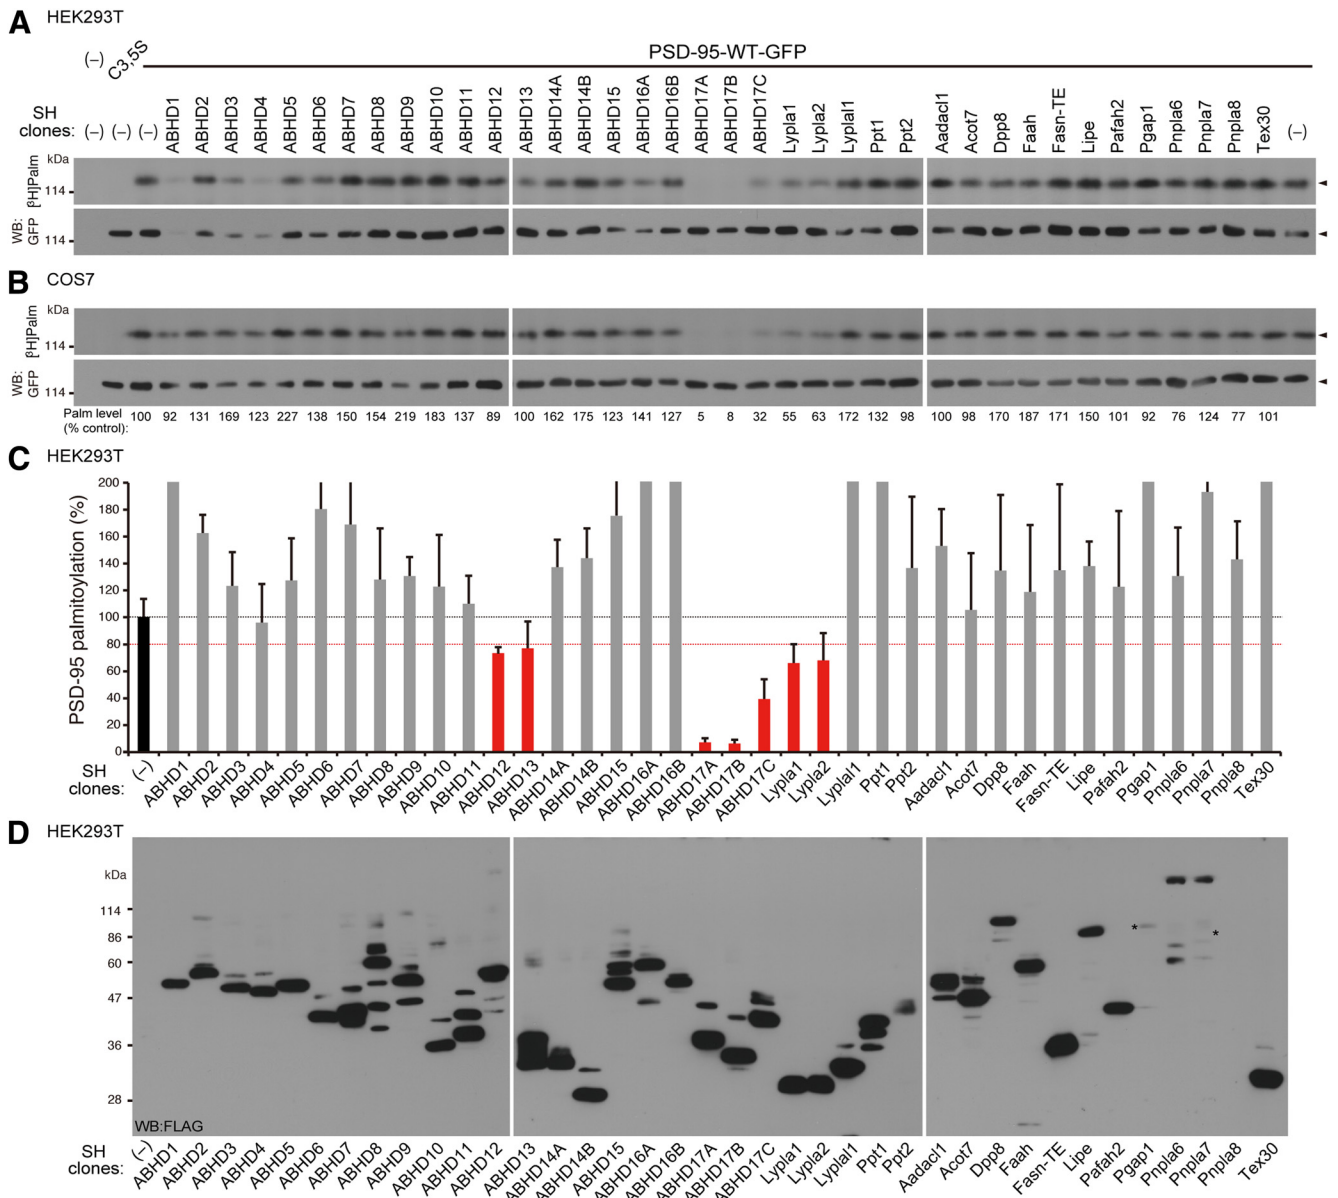 A HEK293T
PSD-95-WT-GFP
(–) C3,5S
SH clones: (–) (–) (–) ABHD1 ABHD2 ABHD3 ABHD4 ABHD5 ABHD6 ABHD7 ABHD8 ABHD9 ABHD10 ABHD11 ABHD12 ABHD13 ABHD14A ABHD14B ABHD15 ABHD16A ABHD16B ABHD17A ABHD17B ABHD17C Lypla1 Lypla2 Lyplal1 Ppt1 Ppt2 Aadacl1 Acot7 Dpp8 Faah Fasn-TE Lipe Pafah2 Pgap1 Pnpla6 Pnpla7 Pnpla8 Tex30 (–)
kDa
[³H]Palm
114
WB: GFP
114
B COS7
kDa
[³H]Palm
114
WB: GFP
114
Palm level (% control): 100 92 131 169 123 227 138 150 154 219 183 137 89 100 162 175 123 141 127 5 8 32 55 63 172 132 98 100 98 170 187 171 150 101 92 76 124 77 101
C HEK293T
PSD-95 palmitoylation (%)
200
180
160
140
120
100
80
60
40
20
0
SH clones: (–) ABHD1 ABHD2 ABHD3 ABHD4 ABHD5 ABHD6 ABHD7 ABHD8 ABHD9 ABHD10 ABHD11 ABHD12 ABHD13 ABHD14A ABHD14B ABHD15 ABHD16A ABHD16B ABHD17A ABHD17B ABHD17C Lypla1 Lypla2 Lyplal1 Ppt1 Ppt2 Aadacl1 Acot7 Dpp8 Faah Fasn-TE Lipe Pafah2 Pgap1 Pnpla6 Pnpla7 Pnpla8 Tex30
D HEK293T
kDa
114
86
60
47
36
28
* *
WB:FLAG
SH clones: (–) ABHD1 ABHD2 ABHD3 ABHD4 ABHD5 ABHD6 ABHD7 ABHD8 ABHD9 ABHD10 ABHD11 ABHD12 ABHD13 ABHD14A ABHD14B ABHD15 ABHD16A ABHD16B ABHD17A ABHD17B ABHD17C Lypla1 Lypla2 Lyplal1 Ppt1 Ppt2 Aadacl1 Acot7 Dpp8 Faah Fasn-TE Lipe Pafah2 Pgap1 Pnpla6 Pnpla7 Pnpla8 Tex30